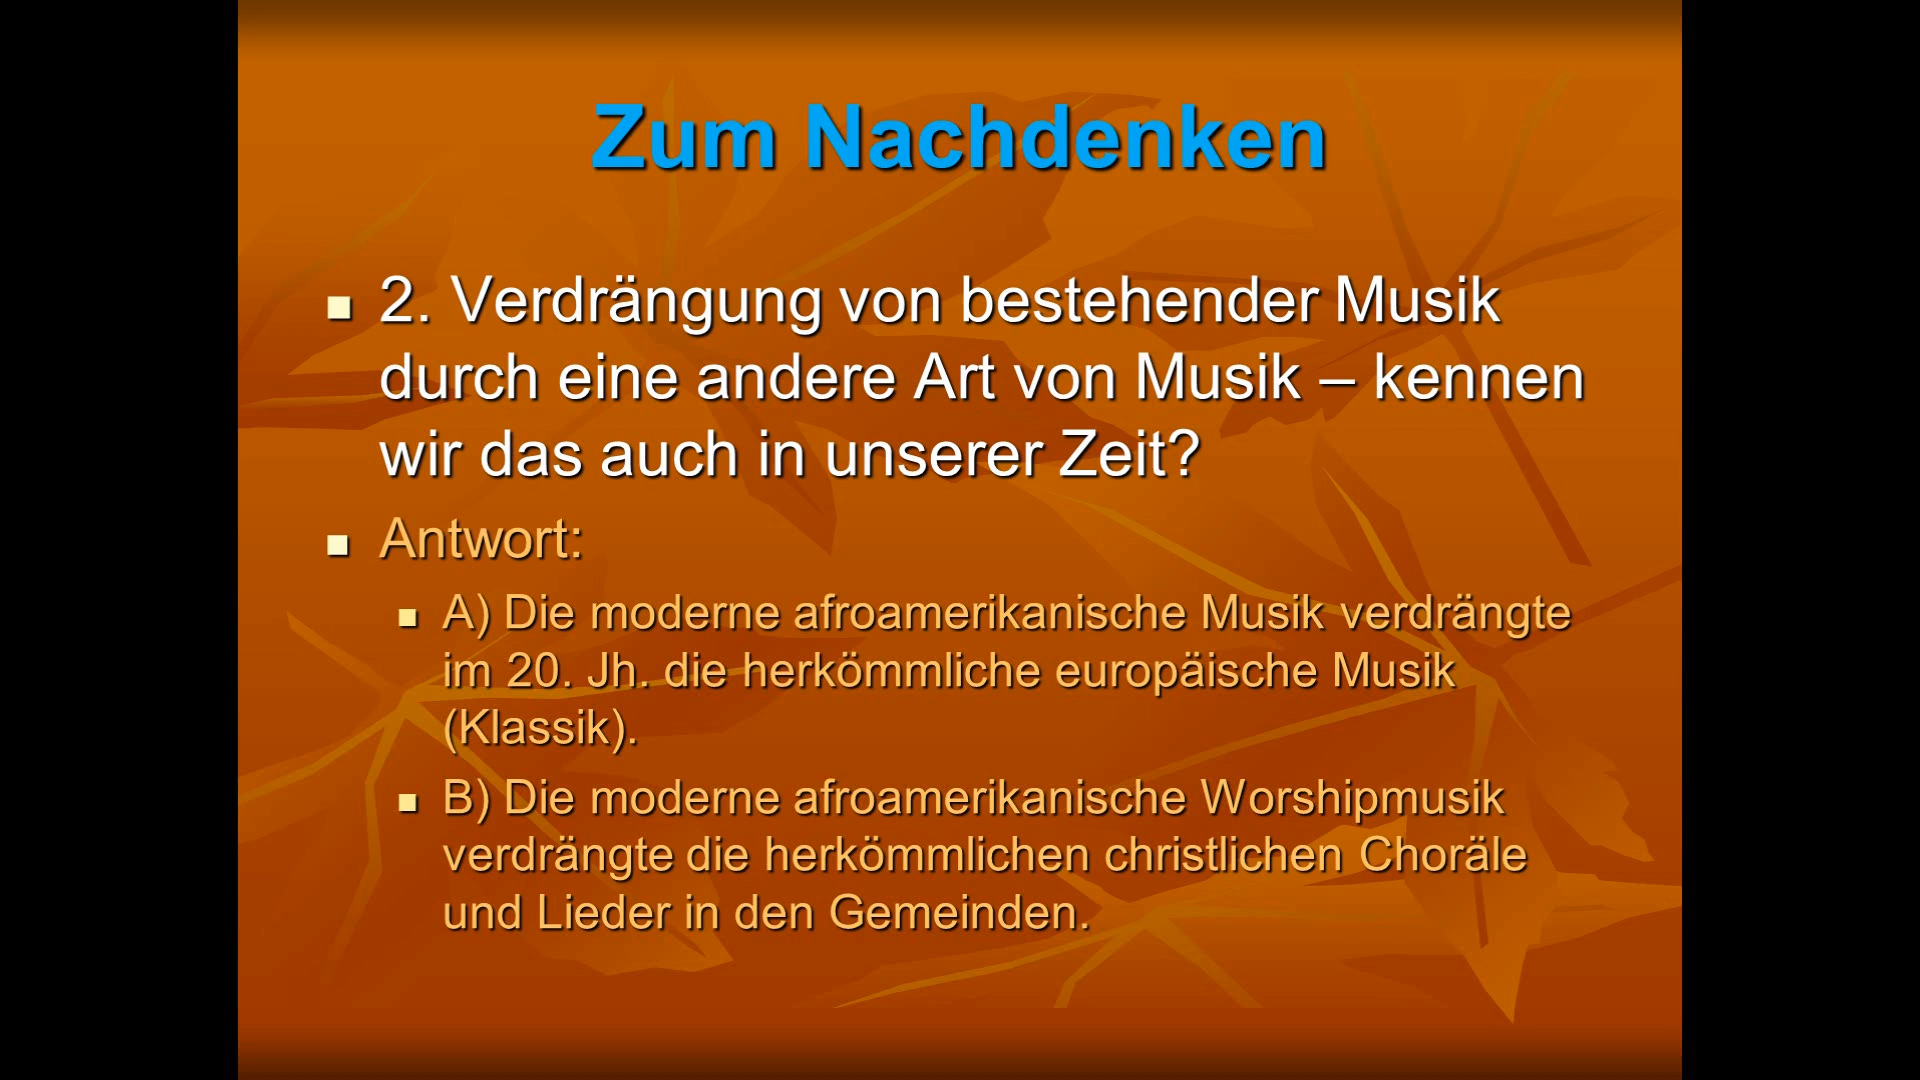 Zum Nachdenken
2. Verdrängung von bestehender Musik
durch eine andere Art von Musik – kennen
wir das auch in unserer Zeit?
Antwort:
A) Die moderne afroamerikanische Musik verdrängte
im 20. Jh. die herkömmliche europäische Musik
(Klassik).
B) Die moderne afroamerikanische Worshipmusik
verdrängte die herkömmlichen christlichen Choräle
und Lieder in den Gemeinden.